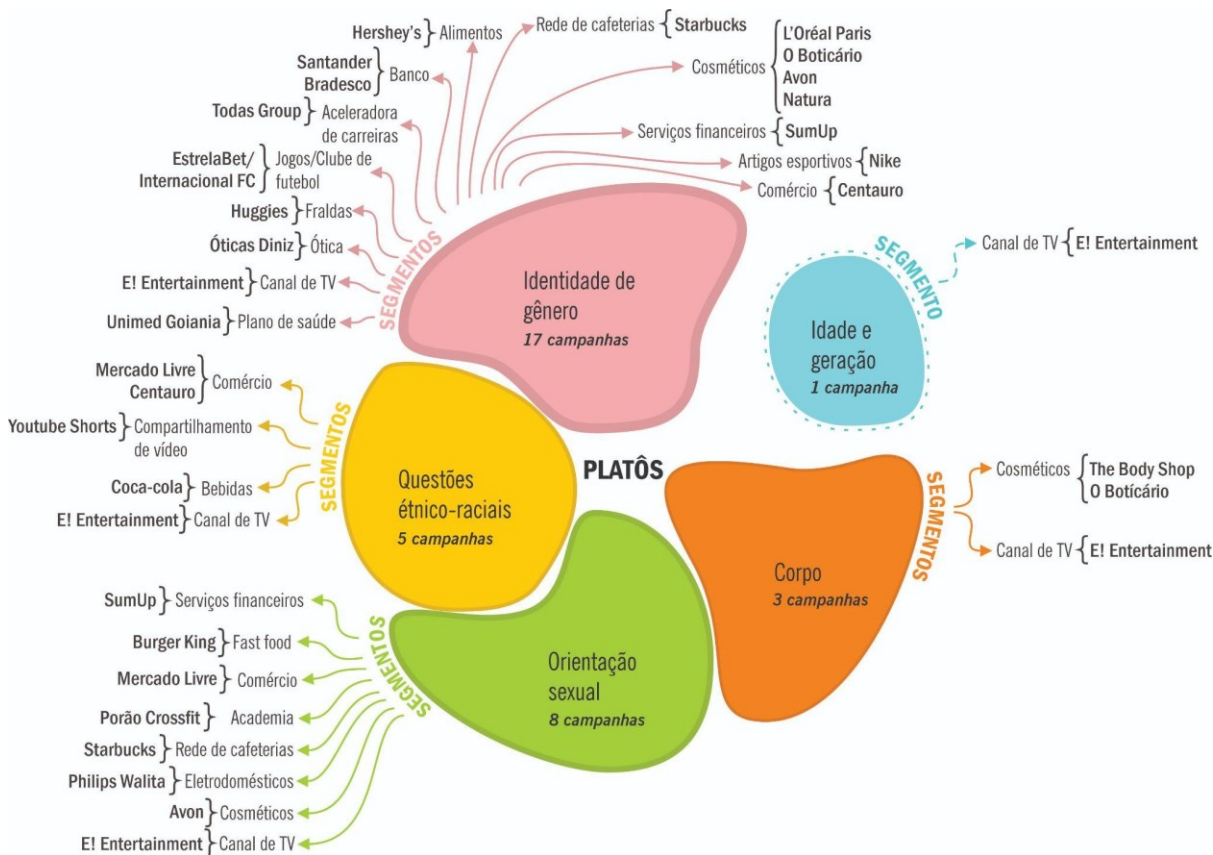 Hershey's} Alimentos
Rede de cafeterias {Starbucks
Santander
Bradesco} Banco
Cosméticos {L'Oréal Paris
O Boticário
Avon
Natura
Todas Group} Aceleradora
de carreiras
Serviços financeiros {SumUp
EstrelaBet/
Internacional FC} Jogos/Clube de
futebol
Artigos esportivos {Nike
Comércio {Centauro
Huggies} Fraldas
Óticas Diniz} Ótica
E! Entertainment} Canal de TV
Unimed Goiania} Plano de saúde
SEGMENTOS
Identidade de
gênero
17 campanhas
SEGMENTO
Canal de TV {E! Entertainment
Idade e
geração
1 campanha
Mercado Livre
Centauro} Comércio
Youtube Shorts} Compartilhamento
de vídeo
Coca-cola} Bebidas
E! Entertainment} Canal de TV
SEGMENTOS
Questões
étnico-raciais
5 campanhas
PLATÔS
Corpo
3 campanhas
SEGMENTOS
Cosméticos {The Body Shop
O Botícário
Canal de TV {E! Entertainment
SumUp} Serviços financeiros
Burger King} Fast food
Mercado Livre} Comércio
Porão Crossfit} Academia
Starbucks} Rede de cafeterias
Philips Walita} Eletrodomésticos
Avon} Cosméticos
E! Entertainment} Canal de TV
SEGMENTOS
Orientação
sexual
8 campanhas